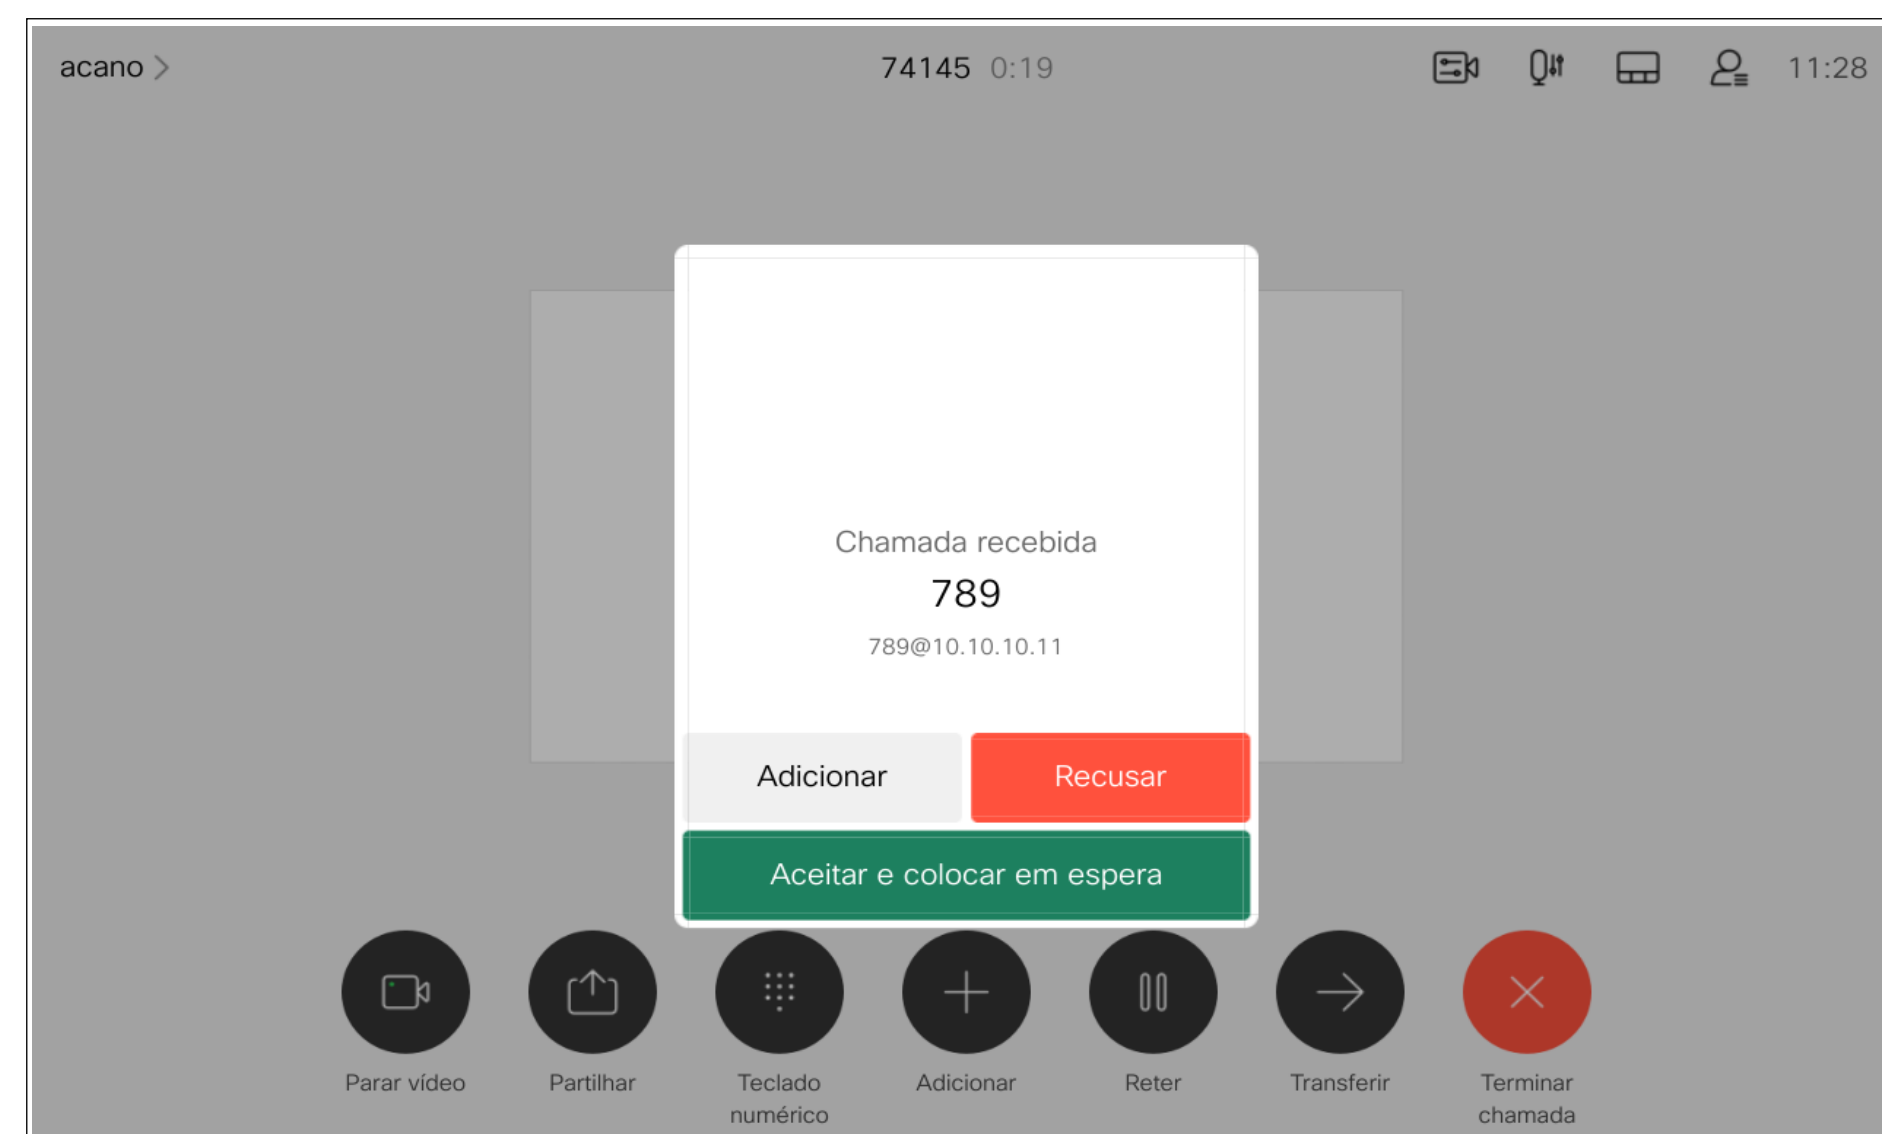 acano
74145 0:19
11:28
Chamada recebida
789
789@10.10.10.11
Adicionar
Recusar
Aceitar e colocar em espera
Parar vídeo
Partilhar
Teclado
numérico
Adicionar
Reter
Transferir
Terminar
chamada